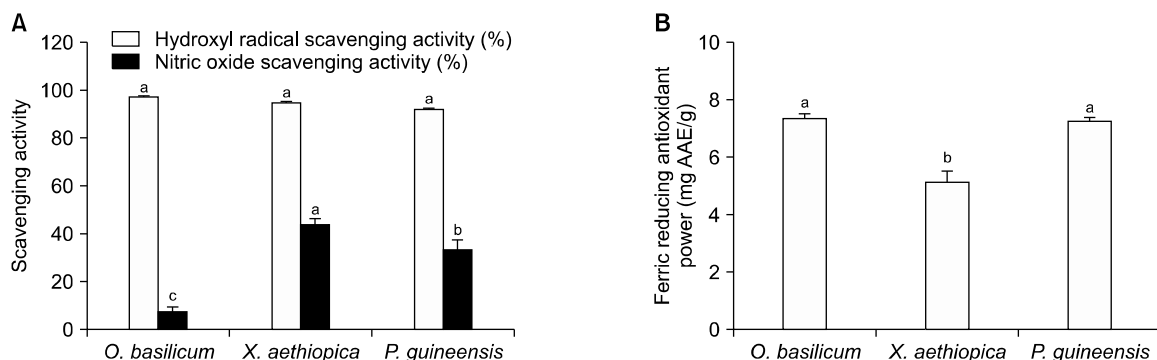 A
120
100
80
60
40
20
0
Scavenging activity
Hydroxyl radical scavenging activity (%)
Nitric oxide scavenging activity (%)
a
c
a
a
a
b
O. basilicum
X. aethiopica
P. guineensis
B
10
8
6
4
2
0
Ferric reducing antioxidant
power (mg AAE/g)
a
b
a
O. basilicum
X. aethiopica
P. guineensis